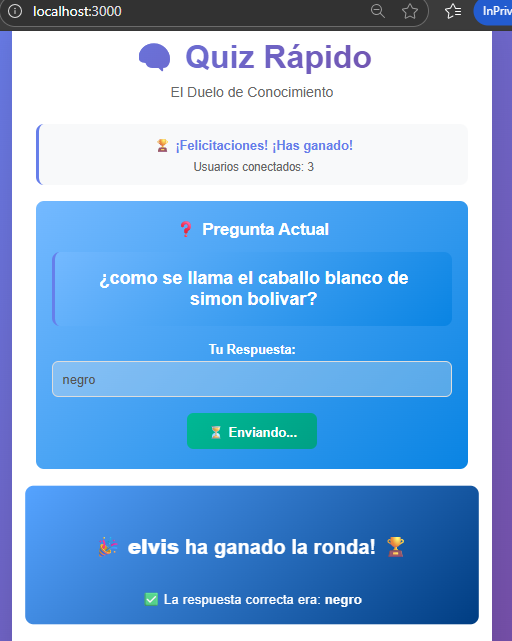 localhost:3000
InPriv
Quiz Rápido
El Duelo de Conocimiento
🏆 ¡Felicitaciones! ¡Has ganado!
Usuarios conectados: 3
❓ Pregunta Actual
¿como se llama el caballo blanco de
simon bolivar?
Tu Respuesta:
negro
⏳ Enviando...
🎉 elvis ha ganado la ronda! 🏆
✅ La respuesta correcta era: negro